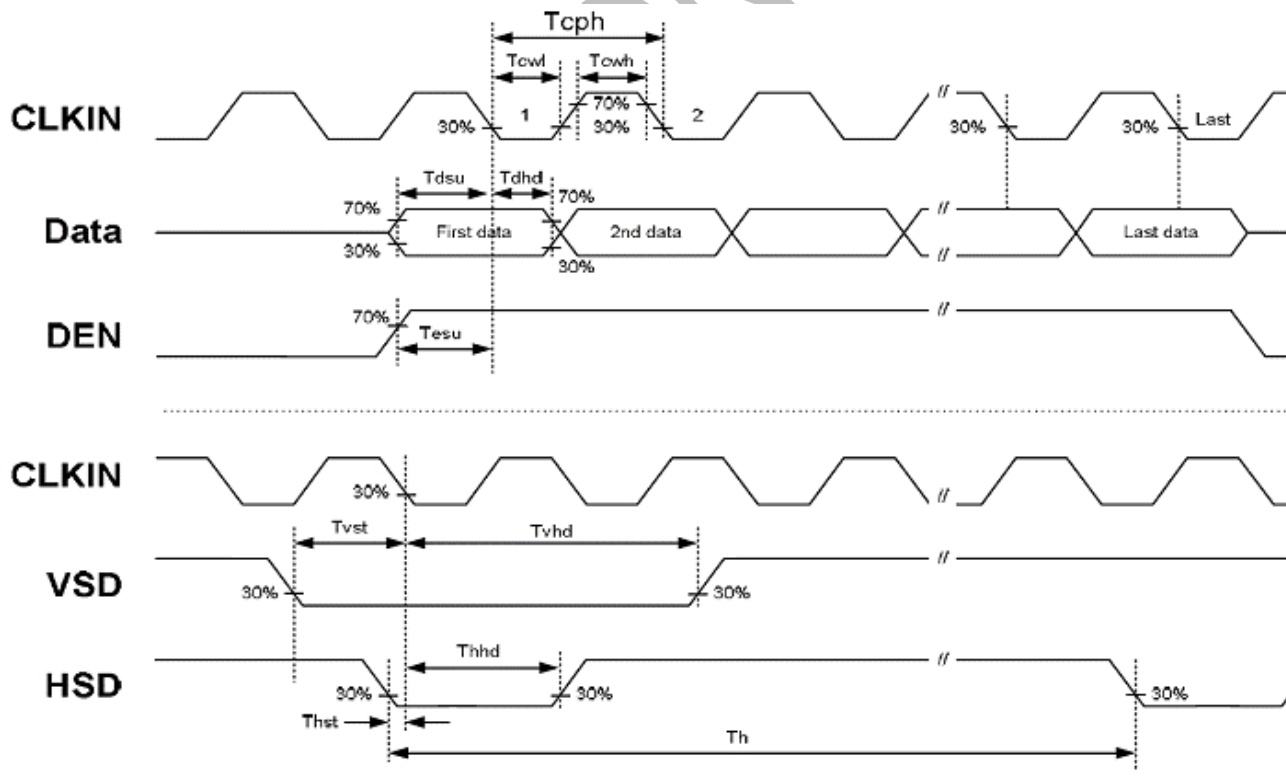 Tcph
Tcwl Tcwh
CLKIN 30% 1 70% 30% 2 30% 30% Last
Tdsu Tdhd
70% 70%
Data First data 2nd data Last data
30% 30%
70%
DEN Tesu
CLKIN 30%
Tvst Tvhd
VSD 30% 30%
Thhd
HSD 30% 30% 30%
Thst
Th